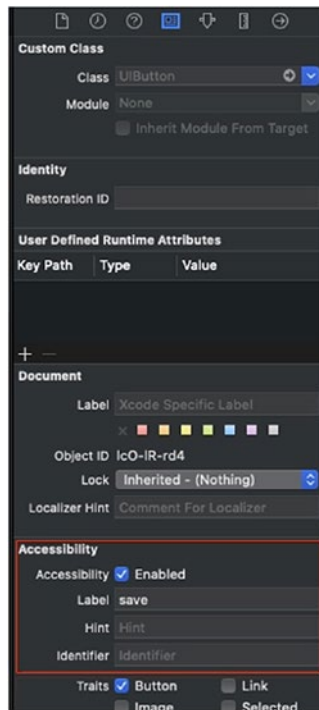 Custom Class
Class UIButton
Module None
Inherit Module From Target
Identity
Restoration ID
User Defined Runtime Attributes
Key Path Type Value
+ −
Document
Label Xcode Specific Label
Object ID lcO-lR-rd4
Lock Inherited - (Nothing)
Localizer Hint Comment For Localizer
Accessibility
Accessibility Enabled
Label save
Hint Hint
Identifier Identifier
Traits Button Link
Image Selected